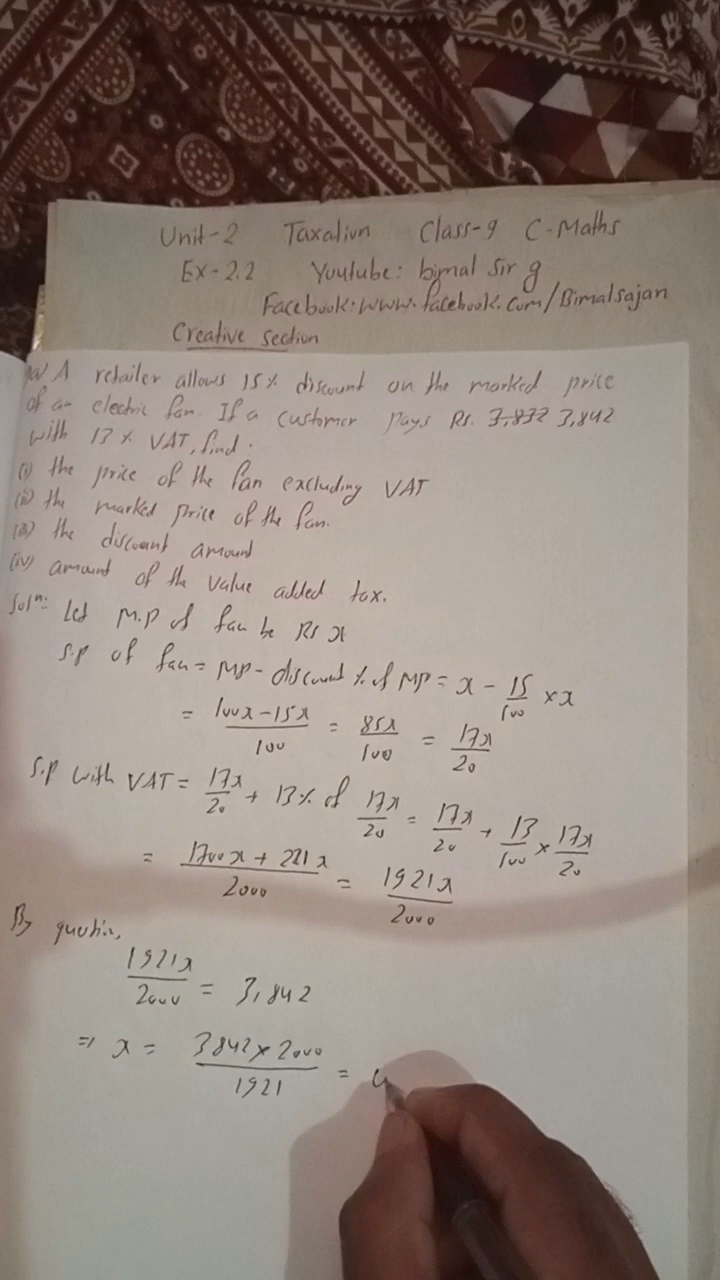 Unit-2 Taxation Class-9 C-Maths
Ex-2.2 Youtube: bimal sir g
Facebook:www.facebook.com/Bimalsajan
Creative section
A retailer allows 15% discount on the marked price
of an electric fan. If a customer pays Rs. 3,832 3,842
with 13% VAT, find:
(i) the price of the fan excluding VAT
(ii) the marked price of the fan.
(iii) the discount amount
(iv) amount of the value added tax.
Solⁿ: Let M.P of fan be Rs x
S.P of fan = MP - discount % of MP = x - 15/100 × x
= 100x-15x/100 = 85x/100 = 17x/20
S.P with VAT = 17x/20 + 13% of 17x/20 = 17x/20 + 13/100 × 17x/20
= 1700x + 221x/2000 = 1921x/2000
By
1921x/2000 = 3,842
⇒ x = 3842×2000/1921 =